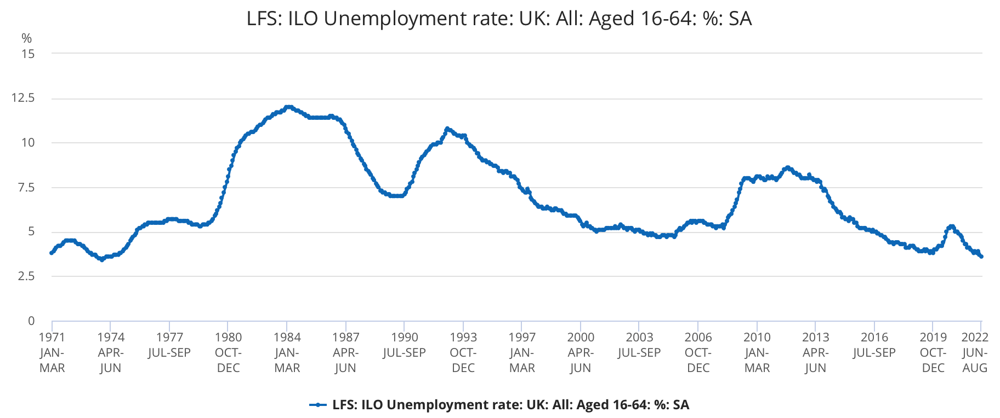 LFS: ILO Unemployment rate: UK: All: Aged 16-64: %: SA
%
15
12.5
10
7.5
5
2.5
0
1971 1974 1977 1980 1984 1987 1990 1993 1997 2000 2003 2006 2010 2013 2016 2019 2022
JAN- APR- JUL-SEP OCT- JAN- APR- JUL-SEP OCT- JAN- APR- JUL-SEP OCT- JAN- APR- JUL-SEP OCT- JUN-
MAR JUN DEC MAR JUN DEC MAR JUN DEC MAR JUN DEC AUG
LFS: ILO Unemployment rate: UK: All: Aged 16-64: %: SA